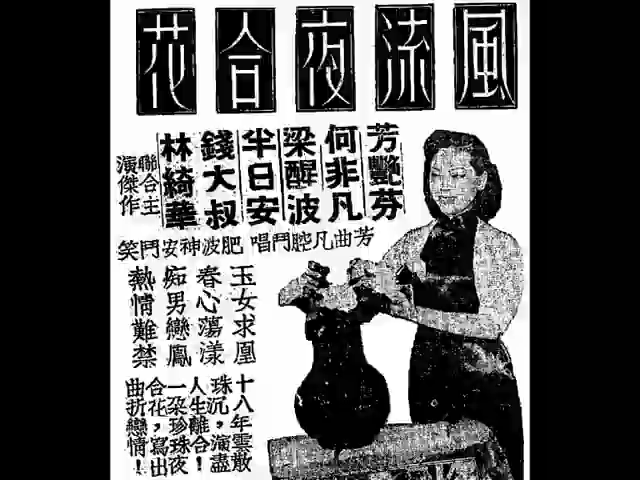 風流夜合花
芳艷芬
何非凡
梁醒波
半日安
錢大叔
林綺華
聯合主
演傑作
芳曲凡腔鬥唱 肥波神安鬥笑
玉女求凰
春心蕩漾
痴男戀鳳
熱情難禁
十八年雲散
珠沉，演盡
人生離合！
一朵珍珠夜
合花，寫出
曲折戀情！